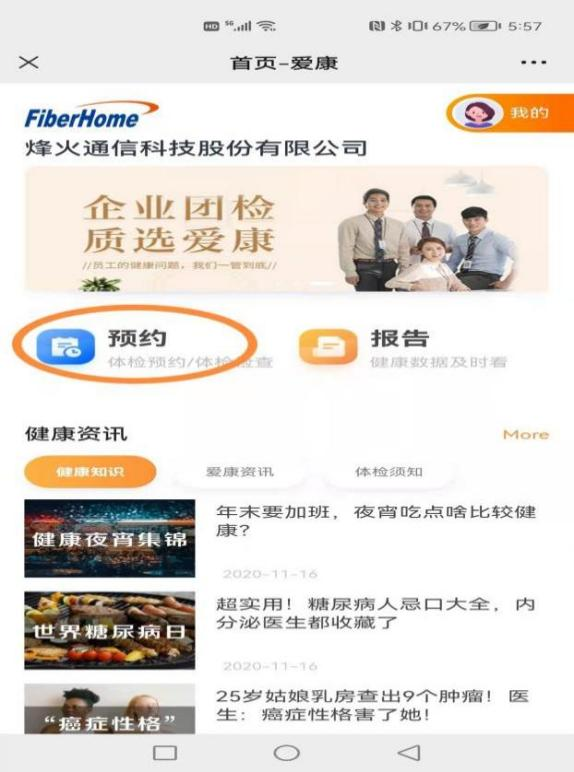 HD 5G 67% 5:57
首页-爱康
FiberHome
我的
烽火通信科技股份有限公司
企业团检
质选爱康
//员工的健康问题，我们一管到底//
预约
体检预约/体检检查
报告
健康数据及时看
健康资讯
More
健康知识
爱康资讯
体检须知
健康夜宵集锦
年末要加班，夜宵吃点啥比较健
康？
2020-11-16
世界糖尿病日
超实用！糖尿病人忌口大全，内
分泌医生都收藏了
2020-11-16
“癌症性格”
25岁姑娘乳房查出9个肿瘤！医
生：癌症性格害了她！